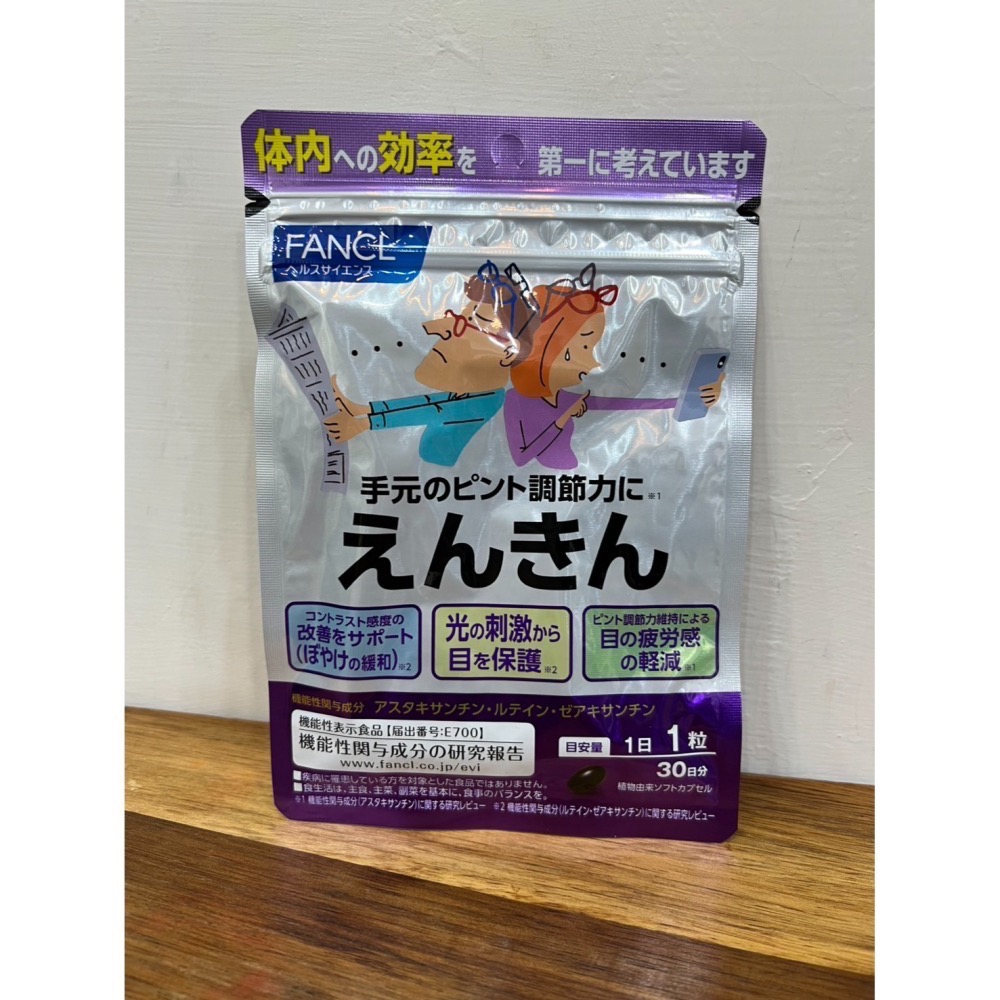 体内への効率を 第一に考えています
FANCL
ヘルスサイエンス
手元のピント調節力に※1
えんきん
コントラスト感度の
改善をサポート
(ぼやけの緩和)※2
光の刺激から
目を保護※2
ピント調節力維持による
目の疲労感
の軽減※1
機能性関与成分 アスタキサンチン・ルテイン・ゼアキサンチン
機能性表示食品【届出番号:E700】
機能性関与成分の研究報告
www.fancl.co.jp/evi
目安量 1日1粒
30日分
植物由来ソフトカプセル
■疾病に罹患している方を対象とした食品ではありません。
■食生活は、主食、主菜、副菜を基本に、食事のバランスを。
※1 機能性関与成分(アスタキサンチン)に関する研究レビュー ※2 機能性関与成分(ルテイン・ゼアキサンチン)に関する研究レビュー